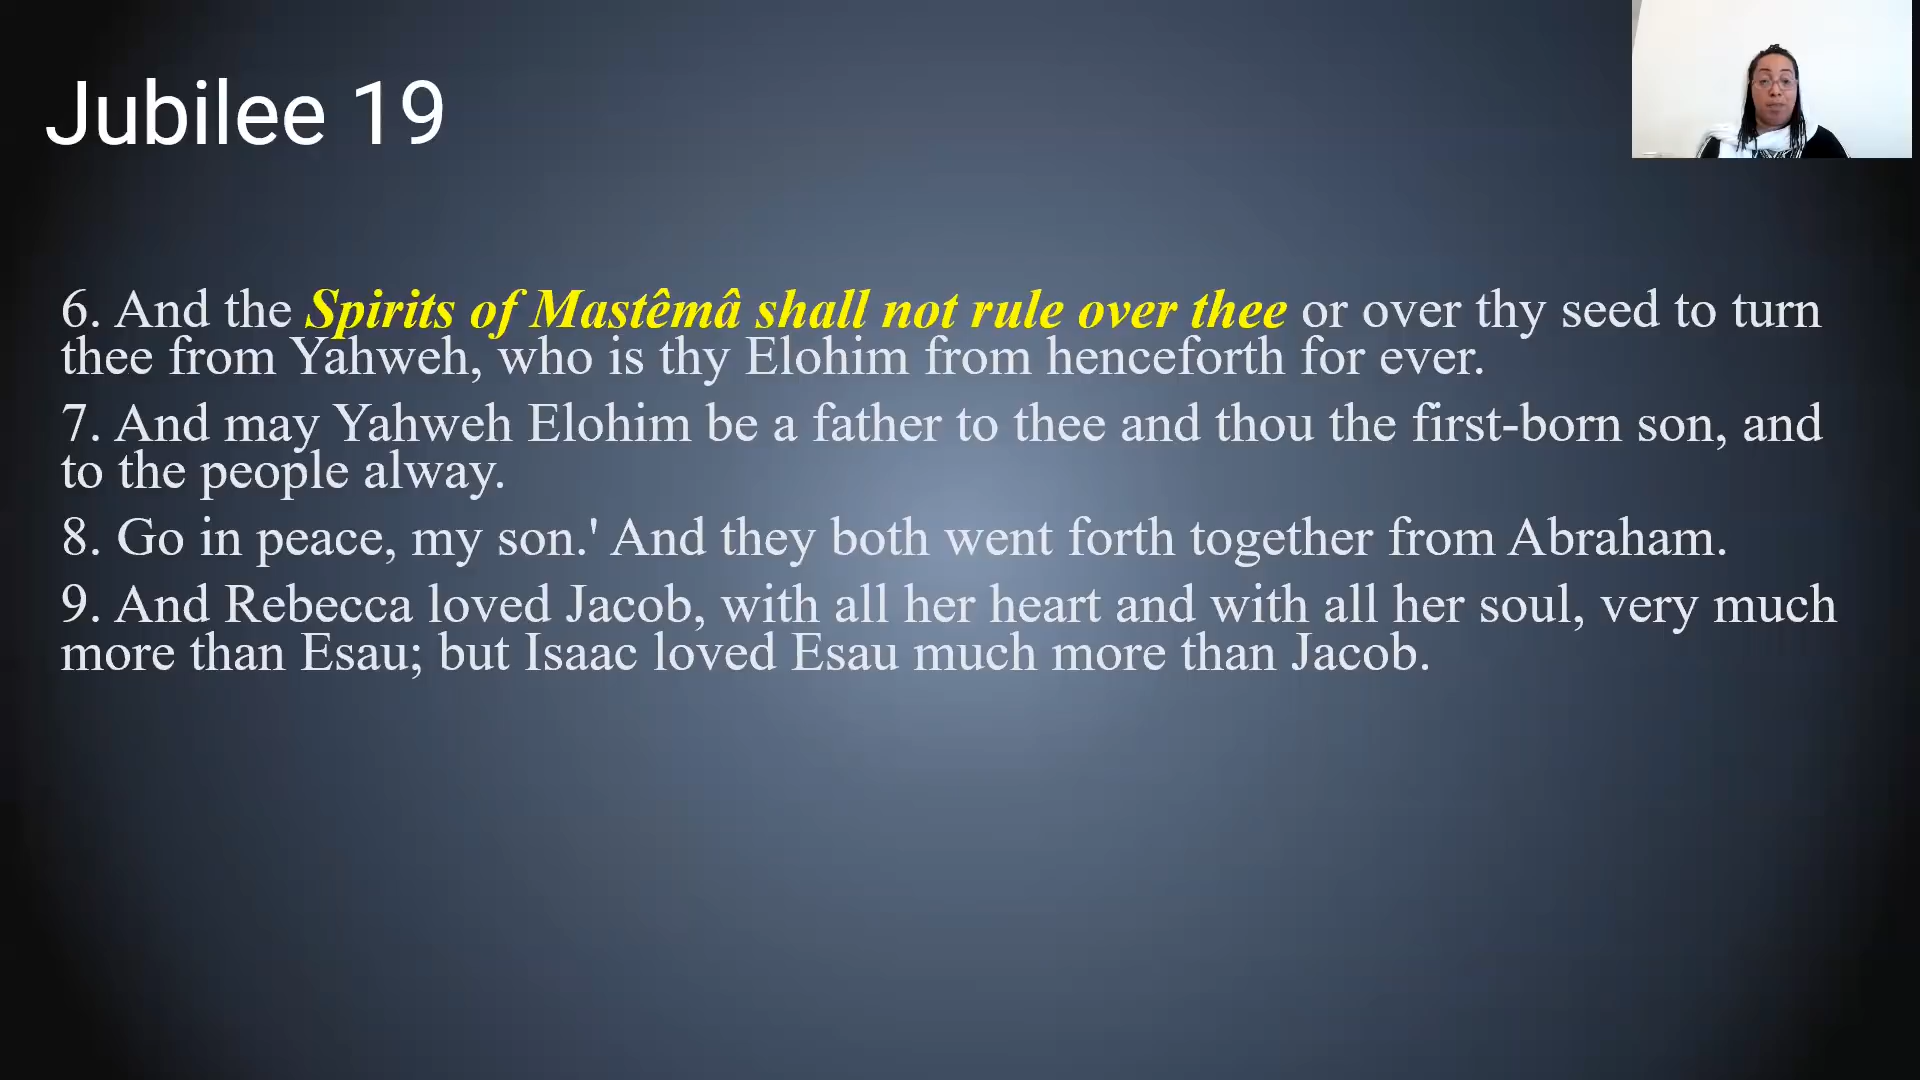 Jubilee 19
6. And the Spirits of Mastêmâ shall not rule over thee or over thy seed to turn
thee from Yahweh, who is thy Elohim from henceforth for ever.
7. And may Yahweh Elohim be a father to thee and thou the first-born son, and
to the people alway.
8. Go in peace, my son.' And they both went forth together from Abraham.
9. And Rebecca loved Jacob, with all her heart and with all her soul, very much
more than Esau; but Isaac loved Esau much more than Jacob.